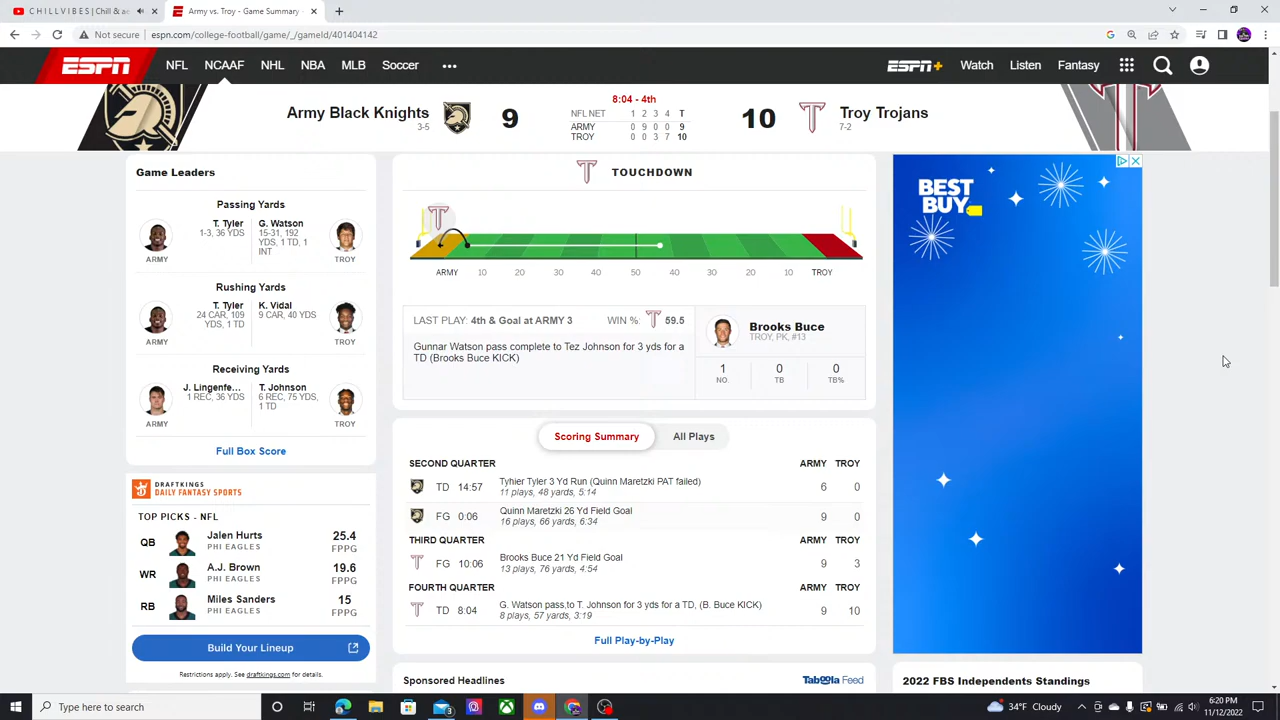 C H I L L V I B E S | Chill & ae
Army vs. Troy - Game Summary -
Not secure | espn.com/college-football/game/_/gameId/401404142
ESPN NFL NCAAF NHL NBA MLB Soccer ••• ESPN+ Watch Listen Fantasy
Army Black Knights
3-5
9
8:04 - 4th
NFL NET 1 2 3 4 T
ARMY 0 9 0 0 9
TROY 0 0 3 7 10
10
Troy Trojans
7-2
Game Leaders
Passing Yards
T. Tyler
1-3, 36 YDS
ARMY
G. Watson
15-31, 192
YDS, 1 TD, 1
INT
TROY
Rushing Yards
T. Tyler
24 CAR, 109
YDS, 1 TD
ARMY
K. Vidal
9 CAR, 40 YDS
TROY
Receiving Yards
J. Lingenfe...
1 REC, 36 YDS
ARMY
T. Johnson
6 REC, 75 YDS,
1 TD
TROY
Full Box Score
DRAFTKINGS
DAILY FANTASY SPORTS
TOP PICKS - NFL
QB Jalen Hurts 25.4
PHI EAGLES FPPG
WR A.J. Brown 19.6
PHI EAGLES FPPG
RB Miles Sanders 15
PHI EAGLES FPPG
Build Your Lineup
Restrictions apply. See draftkings.com for details.
TOUCHDOWN
ARMY 10 20 30 40 50 40 30 20 10 TROY
LAST PLAY: 4th & Goal at ARMY 3 WIN %: 59.5
Gunnar Watson pass complete to Tez Johnson for 3 yds for a
TD (Brooks Buce KICK)
Brooks Buce
TROY, PK, #13
1 0 0
NO. TB TB%
Scoring Summary All Plays
SECOND QUARTER ARMY TROY
TD 14:57 Tyhier Tyler 3 Yd Run (Quinn Maretzki PAT failed) 6 0
11 plays, 48 yards, 5:14
FG 0:06 Quinn Maretzki 26 Yd Field Goal 9 0
16 plays, 66 yards, 6:34
THIRD QUARTER ARMY TROY
FG 10:06 Brooks Buce 21 Yd Field Goal 9 3
13 plays, 76 yards, 4:54
FOURTH QUARTER ARMY TROY
TD 8:04 G. Watson pass,to T. Johnson for 3 yds for a TD, (B. Buce KICK) 9 10
8 plays, 57 yards, 3:19
Full Play-by-Play
Sponsored Headlines Taboola Feed
BEST
BUY
2022 FBS Independents Standings
Type here to search
3
34°F Cloudy
6:20 PM
11/12/2022